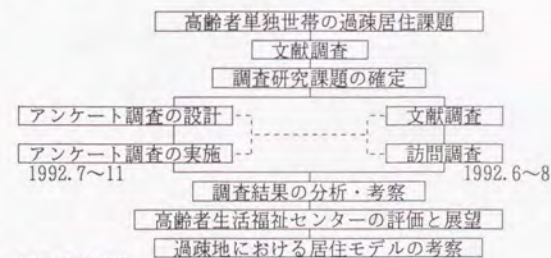 高齢者単独世帯の過疎居住課題
文献調査
調査研究課題の確定
アンケート調査の設計
文献調査
アンケート調査の実施
訪問調査
1992.7～11
1992.6～8
調査結果の分析・考察
高齢者生活福祉センターの評価と展望
過疎地における居住モデルの考察